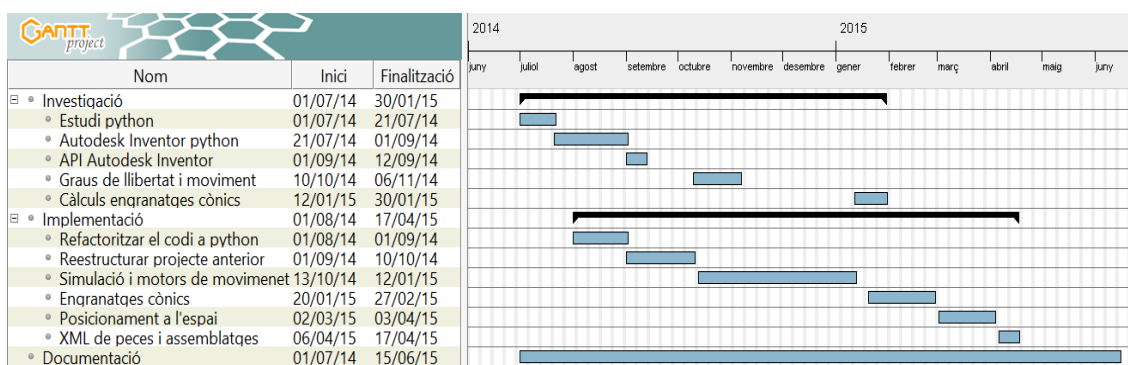 GANTT
project
2014 2015
juny juliol agost setembre octubre novembre desembre gener febrer març abril maig juny
Nom Inici Finalització
Investigació 01/07/14 30/01/15
Estudi python 01/07/14 21/07/14
Autodesk Inventor python 21/07/14 01/09/14
API Autodesk Inventor 01/09/14 12/09/14
Graus de llibertat i moviment 10/10/14 06/11/14
Càlculs engranatges cònics 12/01/15 30/01/15
Implementació 01/08/14 17/04/15
Refactoritzar el codi a python 01/08/14 01/09/14
Reestructurar projecte anterior 01/09/14 10/10/14
Simulació i motors de movimenet 13/10/14 12/01/15
Engranatges cònics 20/01/15 27/02/15
Posicionament a l'espai 02/03/15 03/04/15
XML de peces i assemblatges 06/04/15 17/04/15
Documentació 01/07/14 15/06/15